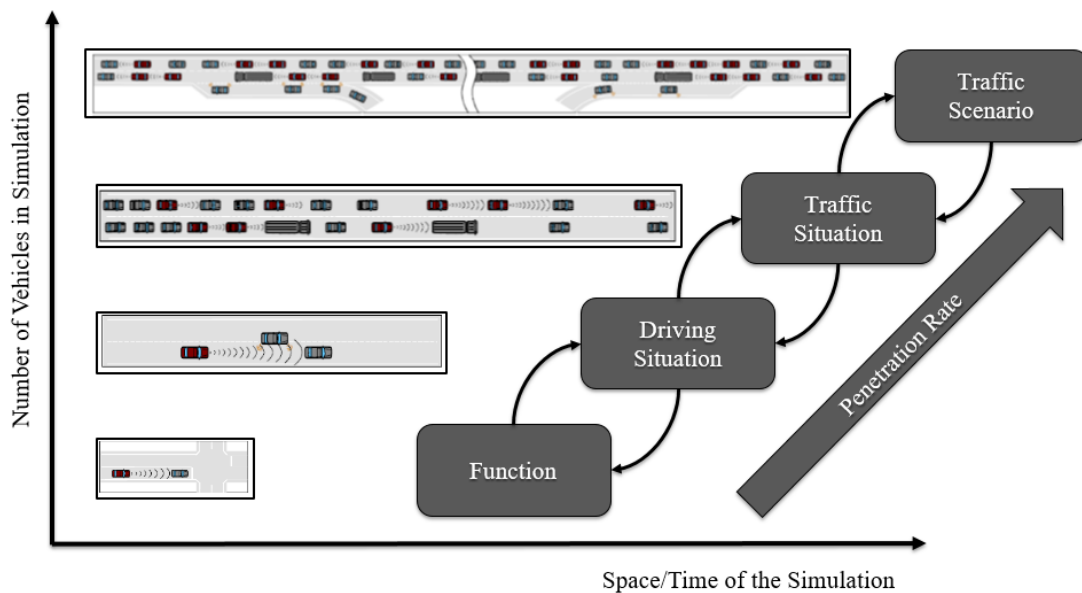 Number of Vehicles in Simulation
Traffic
Scenario
Traffic
Situation
Driving
Situation
Function
Penetration Rate
Space/Time of the Simulation